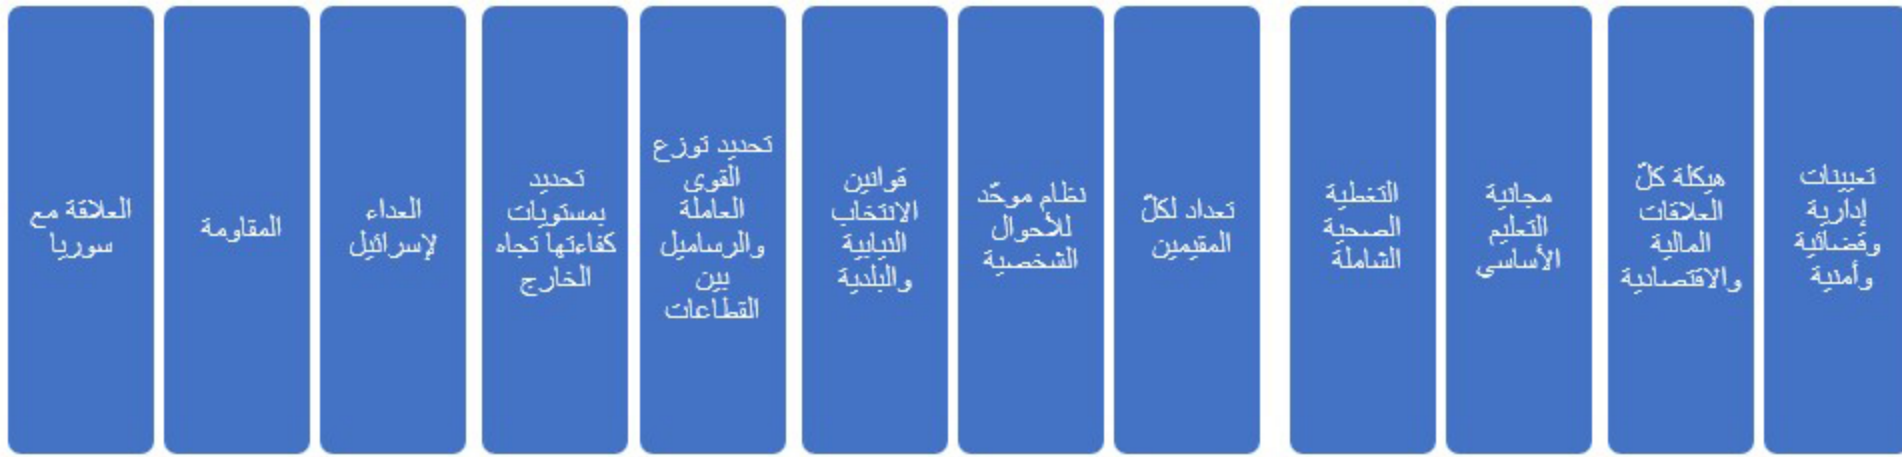 تعيينات
إدارية
وقضائية
وأمنية
هيكلة كلّ
العلاقات
المالية
والاقتصادية
مجانية
التعليم
الأساسي
التغطية
الصحية
الشاملة
تعداد لكلّ
المقيمين
نظام موحّد
للأحوال
الشخصية
قوانين
الانتخاب
النيابية
والبلدية
تحديد توزع
القوى
العاملة
والرساميل
بين
القطاعات
تحديد
بمستويات
كفاءتها تجاه
الخارج
العداء
لإسرائيل
المقاومة
العلاقة مع
سوريا